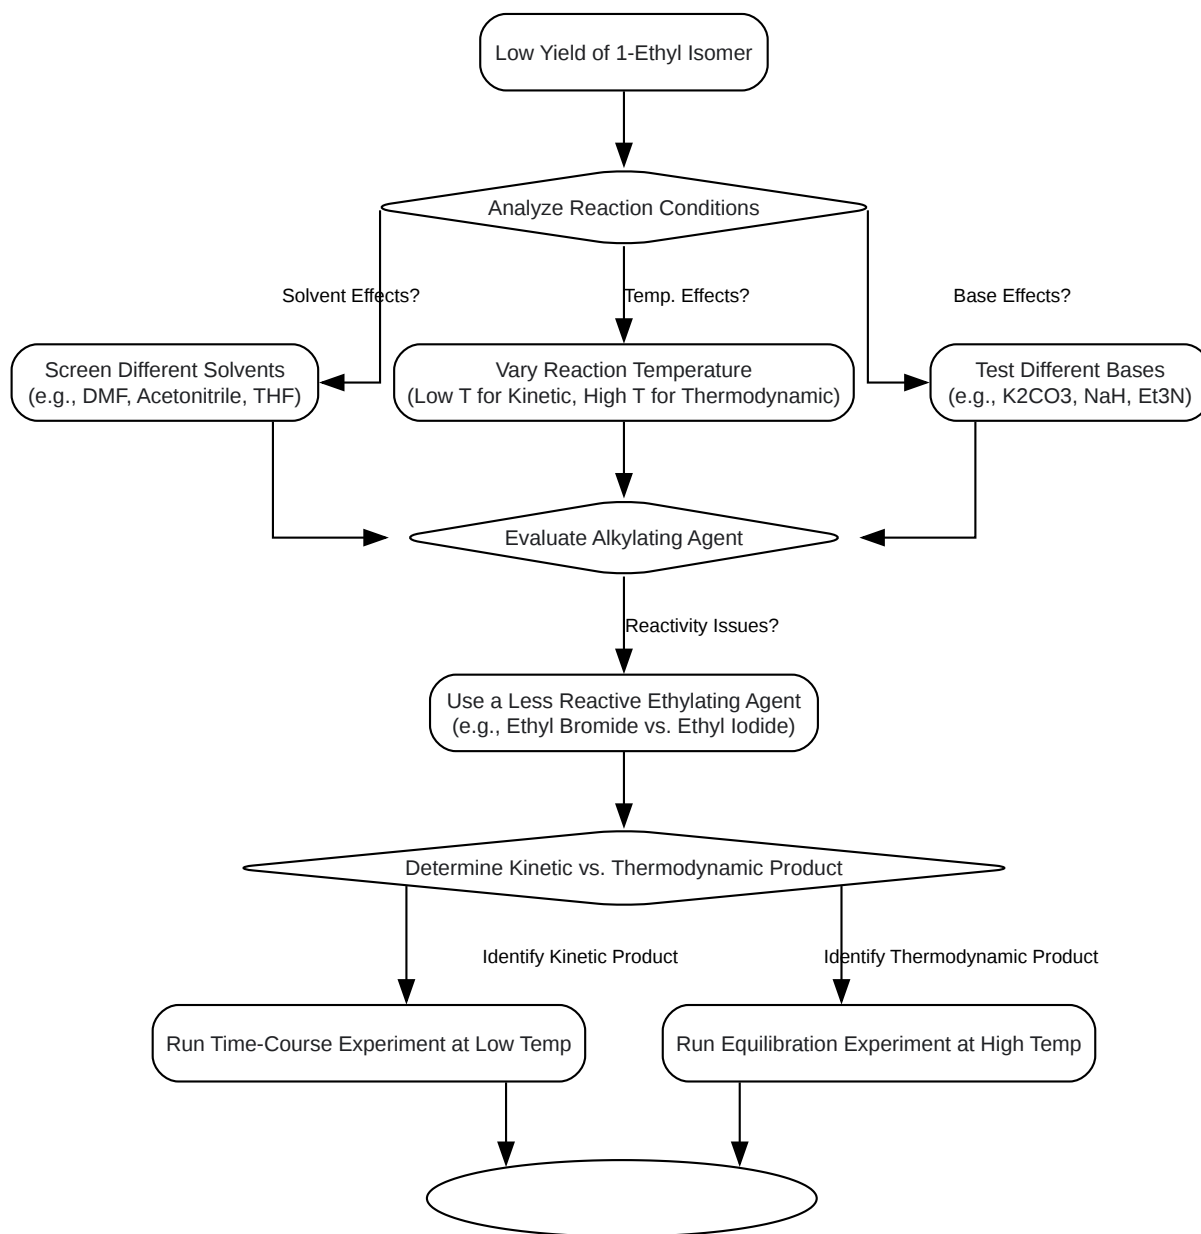 Low Yield of 1-Ethyl Isomer
Analyze Reaction Conditions
Solvent Effects?
Temp. Effects?
Base Effects?
Screen Different Solvents
(e.g., DMF, Acetonitrile, THF)
Vary Reaction Temperature
(Low T for Kinetic, High T for Thermodynamic)
Test Different Bases
(e.g., K2CO3, NaH, Et3N)
Evaluate Alkylating Agent
Reactivity Issues?
Use a Less Reactive Ethylating Agent
(e.g., Ethyl Bromide vs. Ethyl Iodide)
Determine Kinetic vs. Thermodynamic Product
Identify Kinetic Product
Identify Thermodynamic Product
Run Time-Course Experiment at Low Temp
Run Equilibration Experiment at High Temp